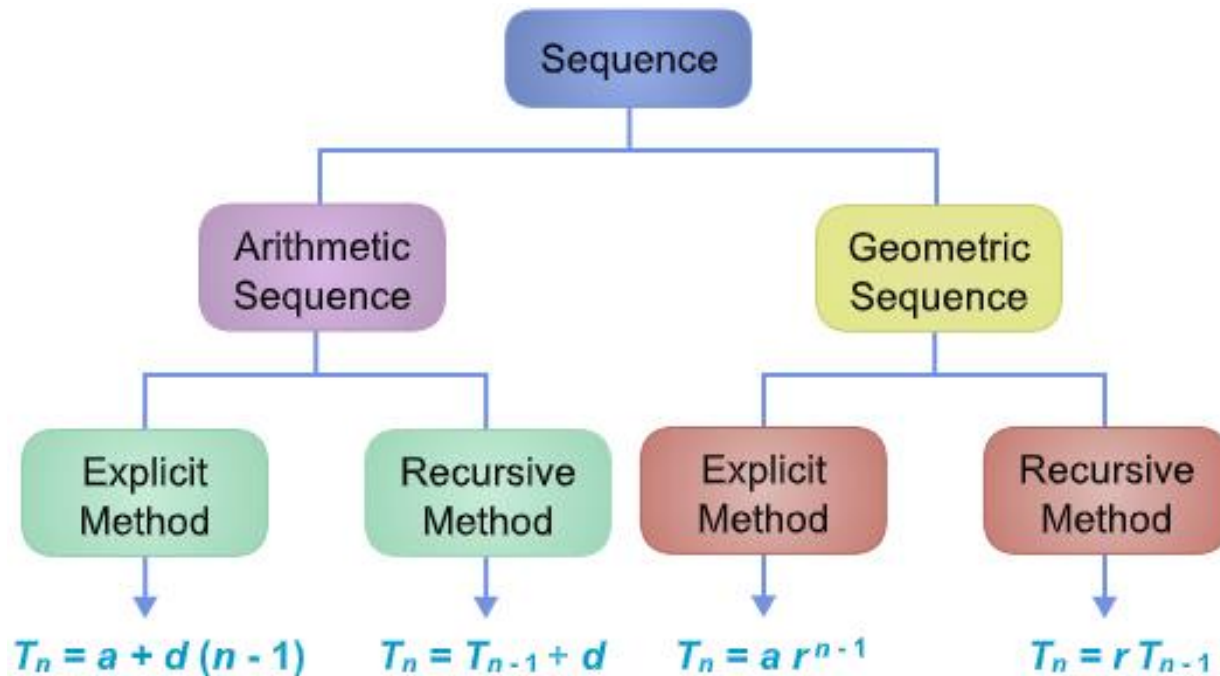 Sequence
Arithmetic
Sequence
Geometric
Sequence
Explicit
Method
Recursive
Method
Explicit
Method
Recursive
Method
Tₙ = a + d (n - 1)
Tₙ = Tₙ₋₁ + d
Tₙ = a rⁿ⁻¹
Tₙ = r Tₙ₋₁